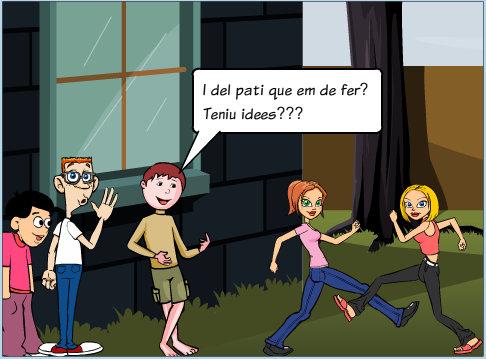 I del pati que em de fer?
Teniu idees???